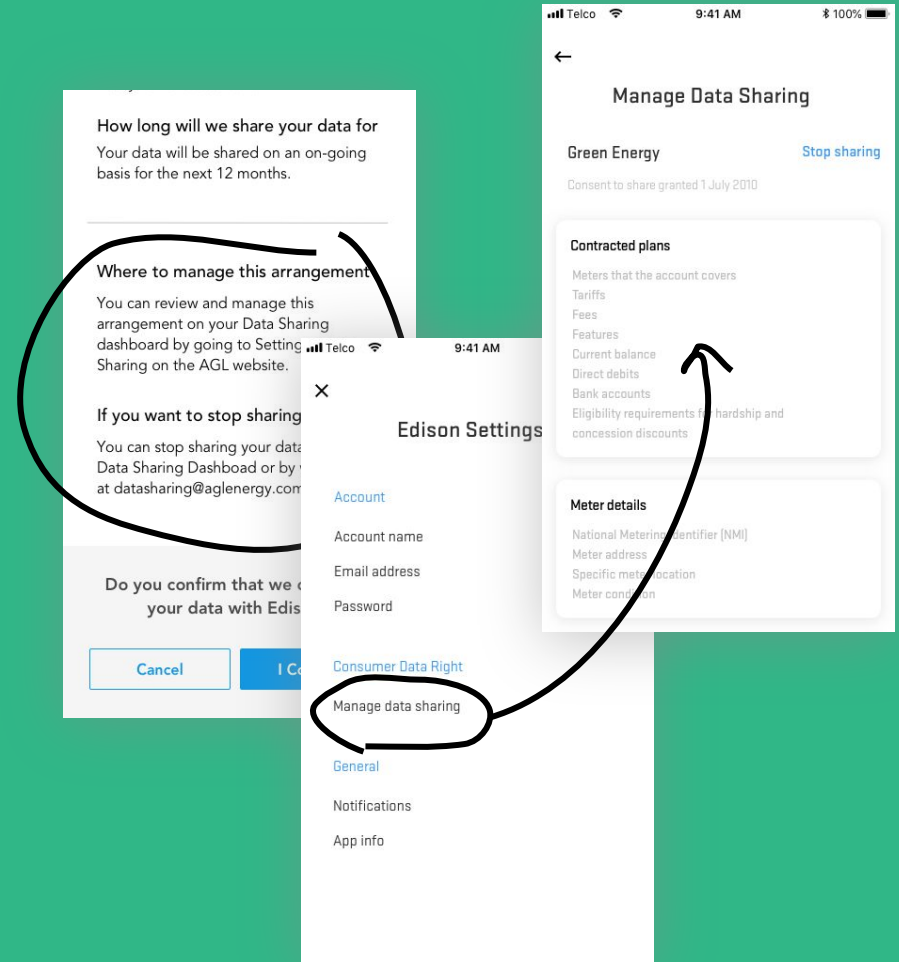 How long will we share your data for
Your data will be shared on an on-going
basis for the next 12 months.
Where to manage this arrangement
You can review and manage this
arrangement on your Data Sharing
dashboard by going to Setting
Sharing on the AGL website.
If you want to stop sharing
You can stop sharing your data
Data Sharing Dashboad or by
at datasharing@aglenergy.com
Do you confirm that we
your data with Edis
Cancel
I Co
Telco
9:41 AM
Edison Settings
Account
Account name
Email address
Password
Consumer Data Right
Manage data sharing
General
Notifications
App info
Telco
9:41 AM
100%
Manage Data Sharing
Green Energy
Stop sharing
Consent to share granted 1 July 2010
Contracted plans
Meters that the account covers
Tariffs
Fees
Features
Current balance
Direct debits
Bank accounts
Eligibility requirements for hardship and
concession discounts
Meter details
National Metering Identifier (NMI)
Meter address
Specific meter location
Meter condition